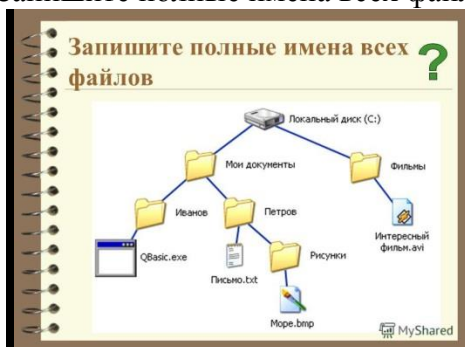 Запишите полные имена всех
файлов
?
Локальный диск (C:)
Мои документы
Фильмы
Иванов
Петров
Интересный
фильм.avi
QBasic.exe
Письмо.txt
Рисунки
Море.bmp
MyShared